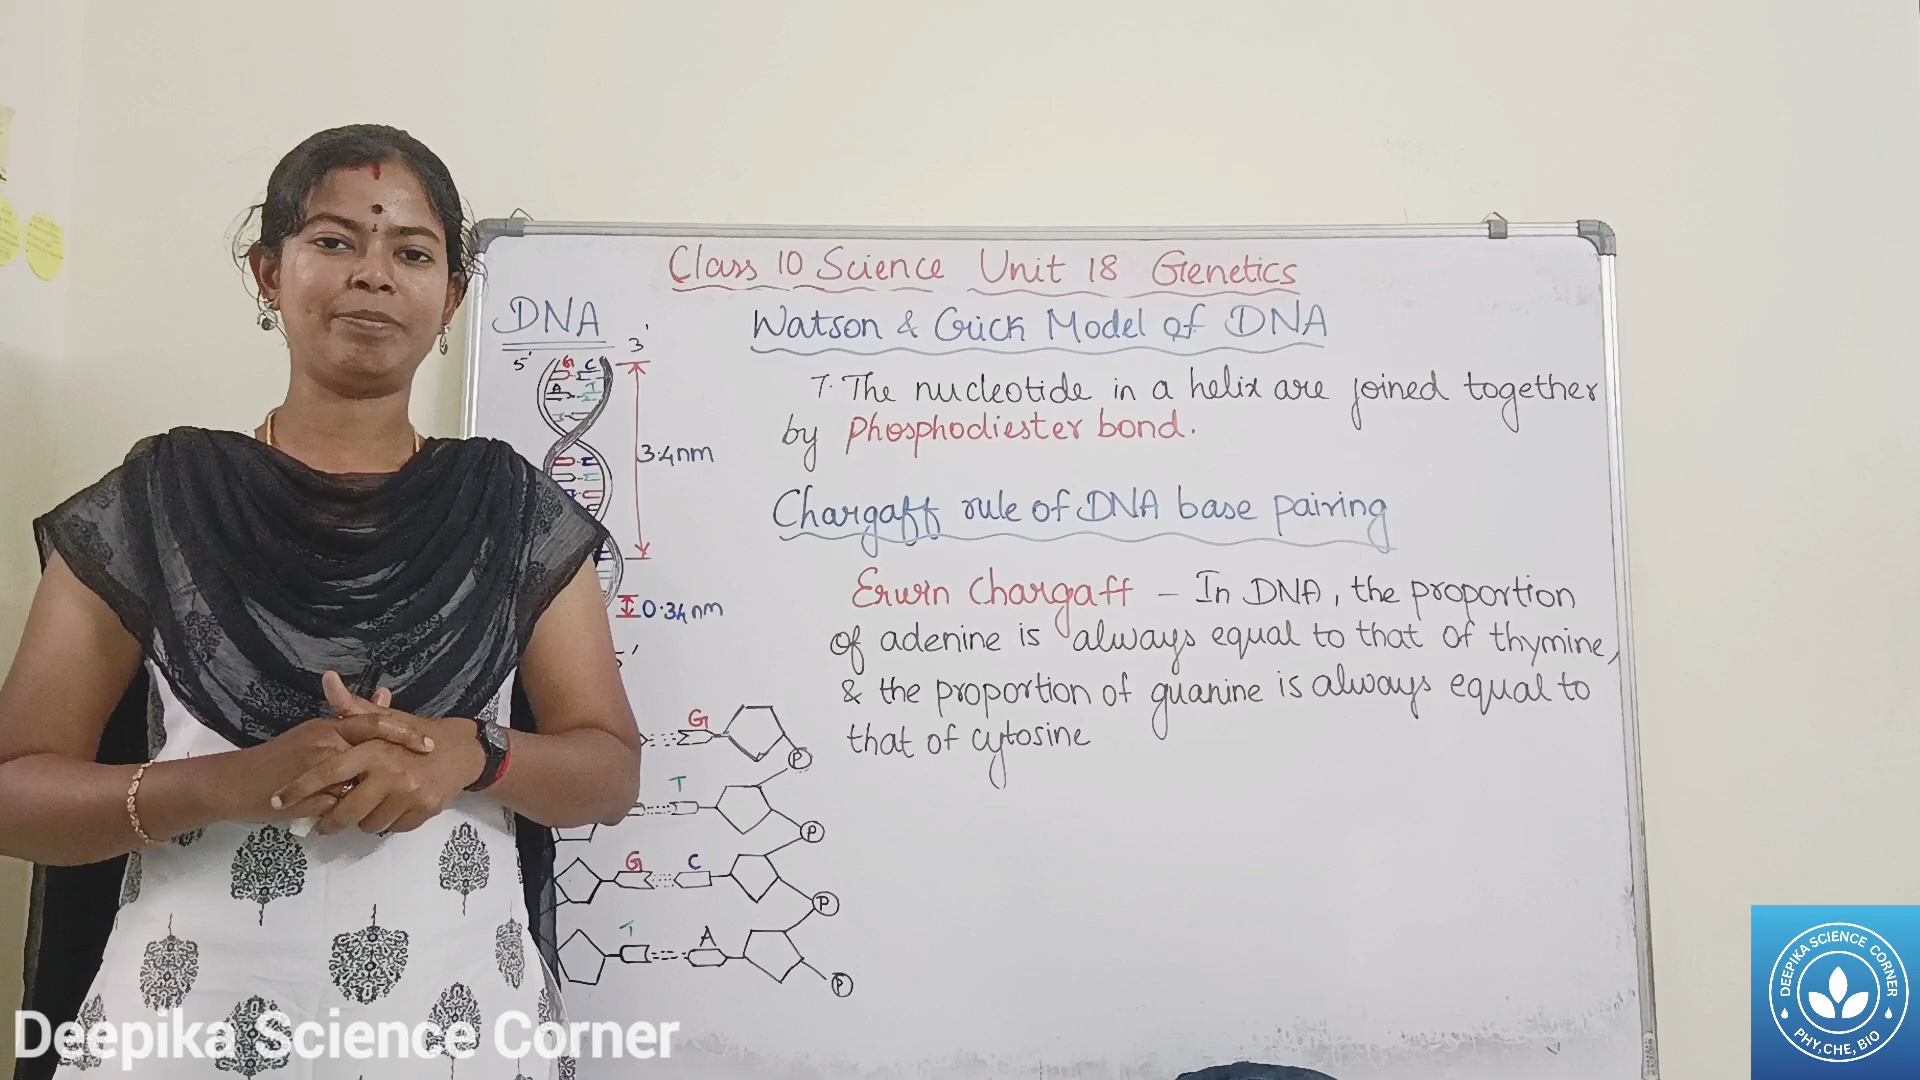 Class 10 Science Unit 18 Genetics
DNA
Watson & Crick Model of DNA
5' 3'
G C
A T
3.4nm
0.34nm
5'
7. The nucleotide in a helix are joined together
by Phosphodiester bond.
Chargaff rule of DNA base pairing
Erwin Chargaff – In DNA, the proportion
of adenine is always equal to that of thymine,
& the proportion of guanine is always equal to
that of cytosine
G
P
T
P
G C
P
T A
P
Deepika Science Corner
DEEPIKA SCIENCE CORNER
PHY, CHE, BIO